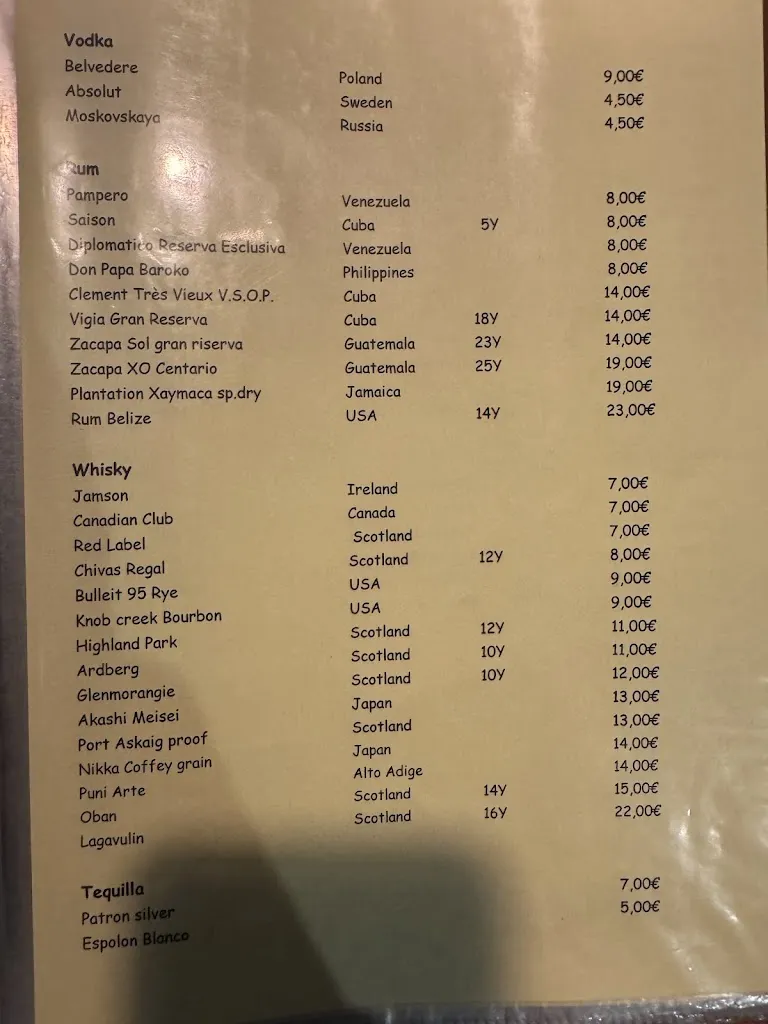 Vodka
Belvedere Poland 9,00€
Absolut Sweden 4,50€
Moskovskaya Russia 4,50€
Rum
Pampero Venezuela 8,00€
Saison Cuba 5Y 8,00€
Diplomatico Reserva Esclusiva Venezuela 8,00€
Don Papa Baroko Philippines 8,00€
Clement Très Vieux V.S.O.P. Cuba 14,00€
Vigia Gran Reserva Cuba 18Y 14,00€
Zacapa Sol gran riserva Guatemala 23Y 14,00€
Zacapa XO Centario Guatemala 25Y 19,00€
Plantation Xaymaca sp.dry Jamaica 19,00€
Rum Belize USA 14Y 23,00€
Whisky
Jamson Ireland 7,00€
Canadian Club Canada 7,00€
Red Label Scotland 7,00€
Chivas Regal Scotland 12Y 8,00€
Bulleit 95 Rye USA 9,00€
Knob creek Bourbon USA 9,00€
Highland Park Scotland 12Y 11,00€
Ardberg Scotland 10Y 11,00€
Glenmorangie Scotland 10Y 12,00€
Akashi Meisei Japan 13,00€
Port Askaig proof Scotland 13,00€
Nikka Coffey grain Japan 14,00€
Puni Arte Alto Adige 14,00€
Oban Scotland 14Y 15,00€
Lagavulin Scotland 16Y 22,00€
Tequilla
Patron silver 7,00€
Espolon Blanco 5,00€